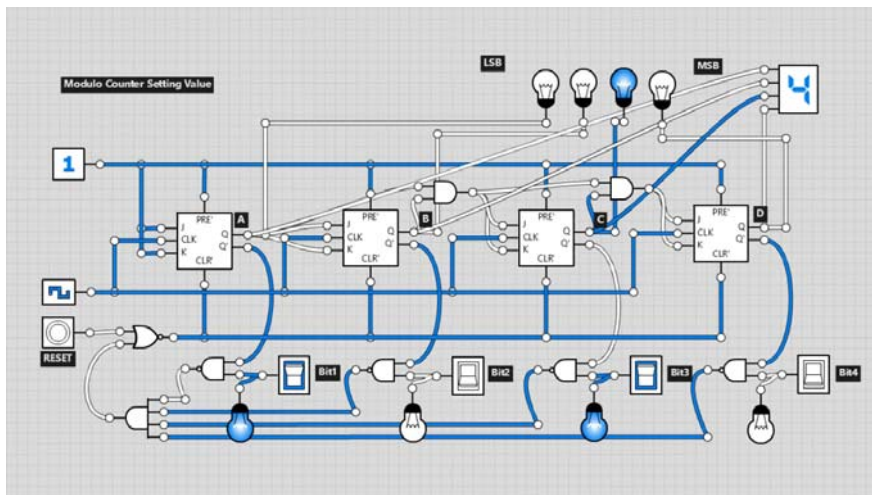 LSB
MSB
Modulo Counter Setting Value
4
1
A
B
C
D
PRE'
J
Q
CLK
Q'
K
CLR'
PRE'
J
Q
CLK
Q'
K
CLR'
PRE'
J
Q
CLK
Q'
K
CLR'
PRE'
J
Q
CLK
Q'
K
CLR'
RESET
Bit1
Bit2
Bit3
Bit4